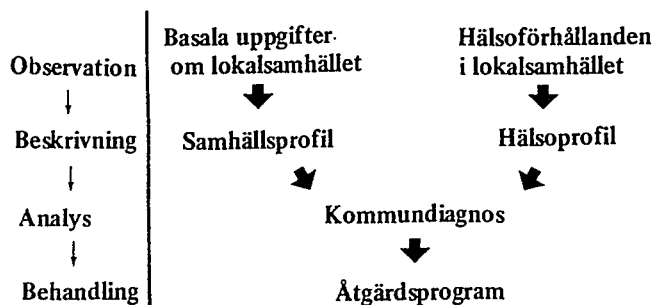 Observation
Beskrivning
Analys
Behandling
Basala uppgifter
om lokalsamhället
Hälsoförhållanden
i lokalsamhället
Samhällsprofil
Hälsoprofil
Kommundiagnos
Åtgärdsprogram